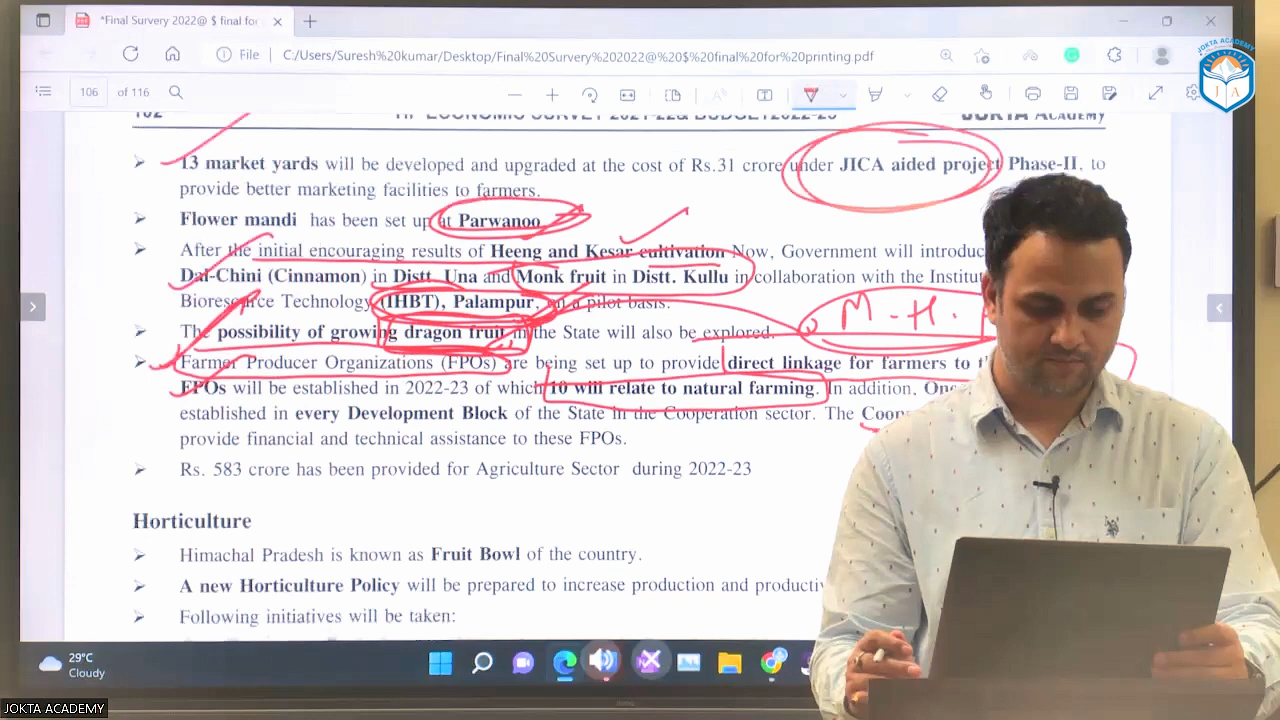 *Final Survery 2022@ $ final for
File
C:/Users/Suresh%20kumar/Desktop/Final%20Survery%202022@%20$%20final%20for%20printing.pdf
JOKTA ACADEMY
J A
106 of 116
102 HP ECONOMIC SURVEY 2021-22& BUDGET2022-23 JOKTA ACADEMY
13 market yards will be developed and upgraded at the cost of Rs.31 crore under JICA aided project Phase-II, to
provide better marketing facilities to farmers.
Flower mandi has been set up at Parwanoo
After the initial encouraging results of Heeng and Kesar cultivation Now, Government will introduc
Dal-Chini (Cinnamon) in Distt. Una and Monk fruit in Distt. Kullu in collaboration with the Institut
Bioresource Technology (IHBT), Palampur, on a pilot basis.
M-H.
The possibility of growing dragon fruit in the State will also be explored.
Farmer Producer Organizations (FPOs) are being set up to provide direct linkage for farmers to t
FPOs will be established in 2022-23 of which 10 will relate to natural farming. In addition, One
established in every Development Block of the State in the Cooperation sector. The Coop
provide financial and technical assistance to these FPOs.
Rs. 583 crore has been provided for Agriculture Sector during 2022-23
Horticulture
Himachal Pradesh is known as Fruit Bowl of the country.
A new Horticulture Policy will be prepared to increase production and productiv
Following initiatives will be taken:
29°C
Cloudy
JOKTA ACADEMY